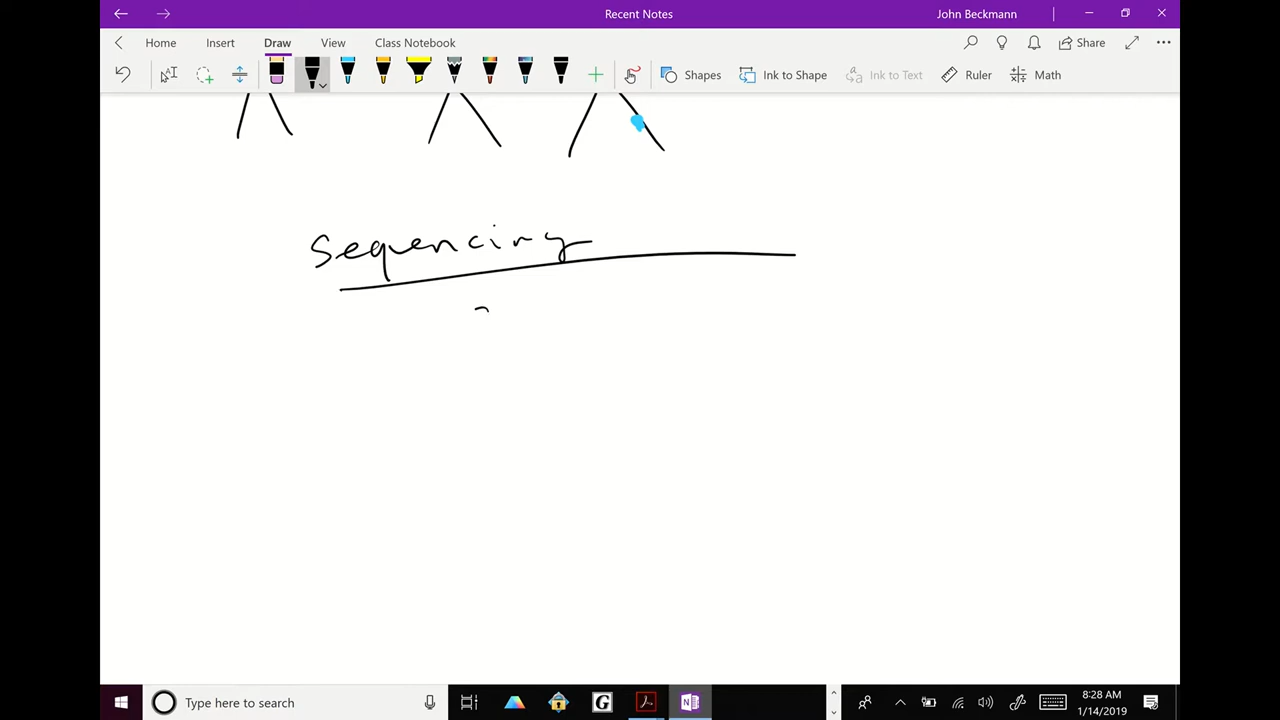 Recent Notes
John Beckmann
Home Insert Draw View Class Notebook
Share
Shapes Ink to Shape Ink to Text Ruler Math
sequencing
Type here to search
G
N
8:28 AM
1/14/2019